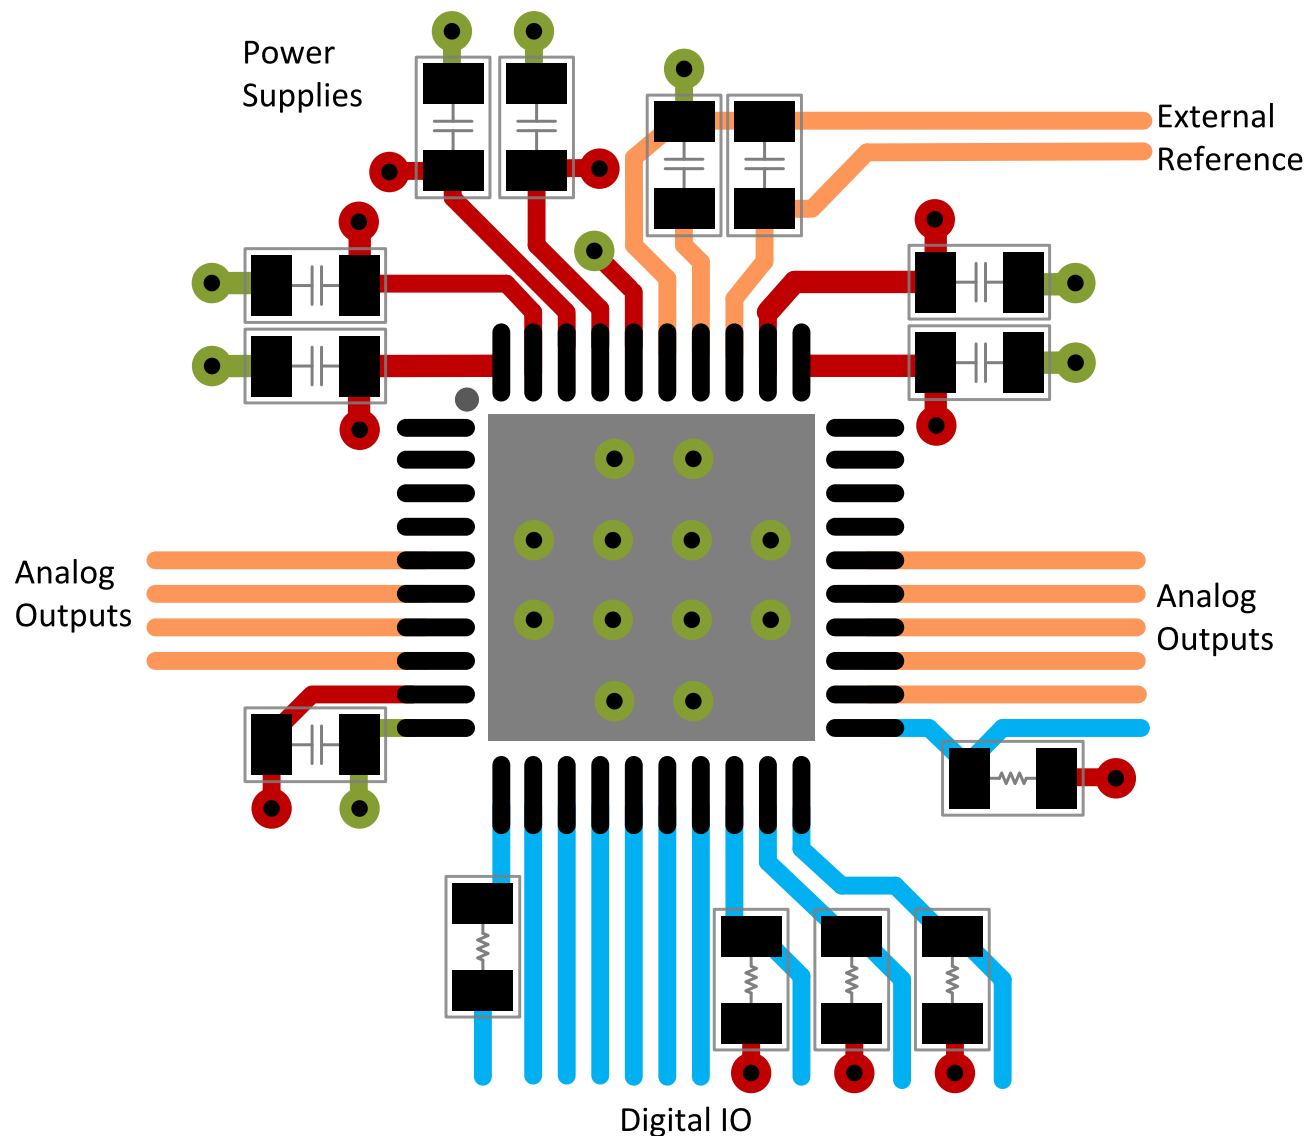 Power
Supplies
External
Reference
Analog
Outputs
Analog
Outputs
Digital IO